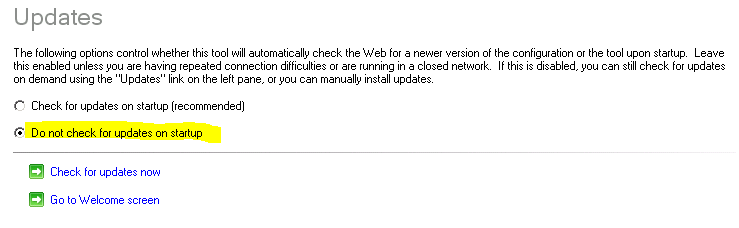 Updates
The following options control whether this tool will automatically check the Web for a newer version of the configuration or the tool upon startup.  Leave
this enabled unless you are having repeated connection difficulties or are running in a closed network.  If this is disabled, you can still check for updates
on demand using the "Updates" link on the left pane, or you can manually install updates.
Check for updates on startup (recommended)
Do not check for updates on startup
Check for updates now
Go to Welcome screen